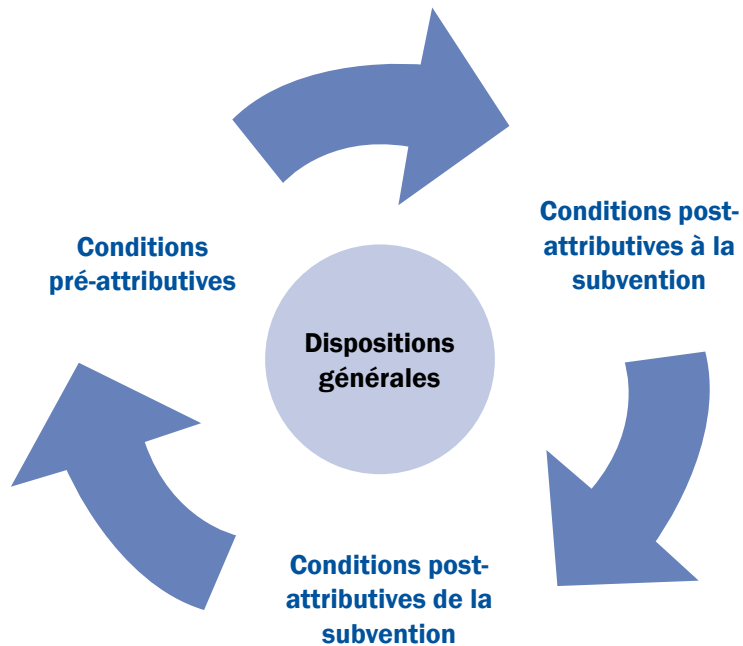 Conditions
pré-attributives
Conditions post-
attributives à la
subvention
Dispositions
générales
Conditions post-
attributives de la
subvention